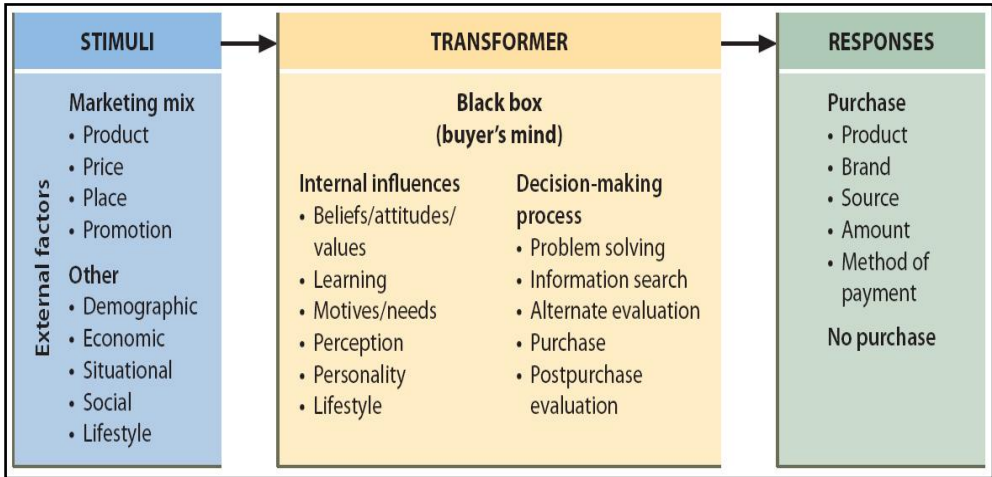 STIMULI
External factors
Marketing mix
• Product
• Price
• Place
• Promotion
Other
• Demographic
• Economic
• Situational
• Social
• Lifestyle
TRANSFORMER
Black box
(buyer's mind)
Internal influences
• Beliefs/attitudes/
values
• Learning
• Motives/needs
• Perception
• Personality
• Lifestyle
Decision-making
process
• Problem solving
• Information search
• Alternate evaluation
• Purchase
• Postpurchase
evaluation
RESPONSES
Purchase
• Product
• Brand
• Source
• Amount
• Method of
payment
No purchase